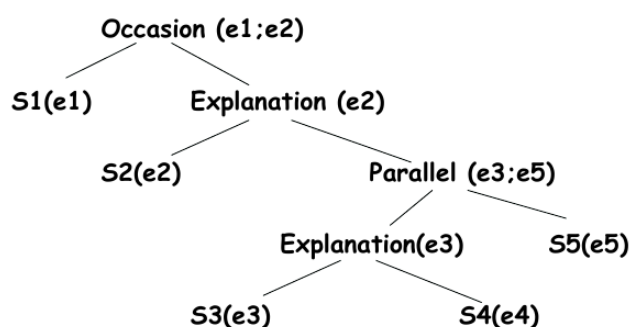 Occasion (e1;e2)
S1(e1) Explanation (e2)
S2(e2) Parallel (e3;e5)
Explanation(e3) S5(e5)
S3(e3) S4(e4)